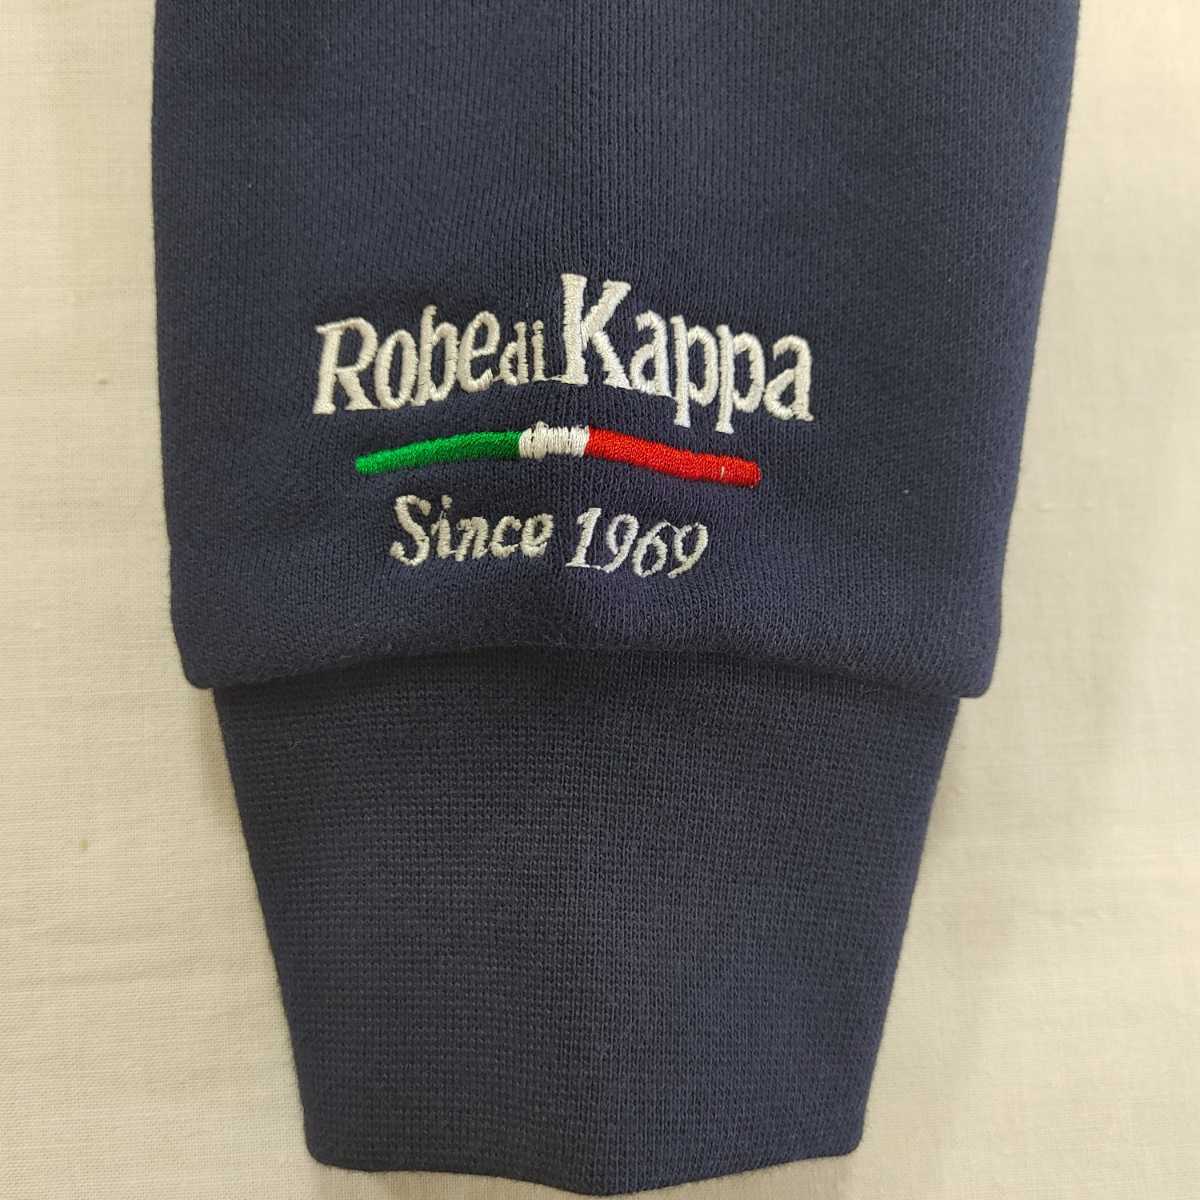 Robe di Kappa
Since 1969